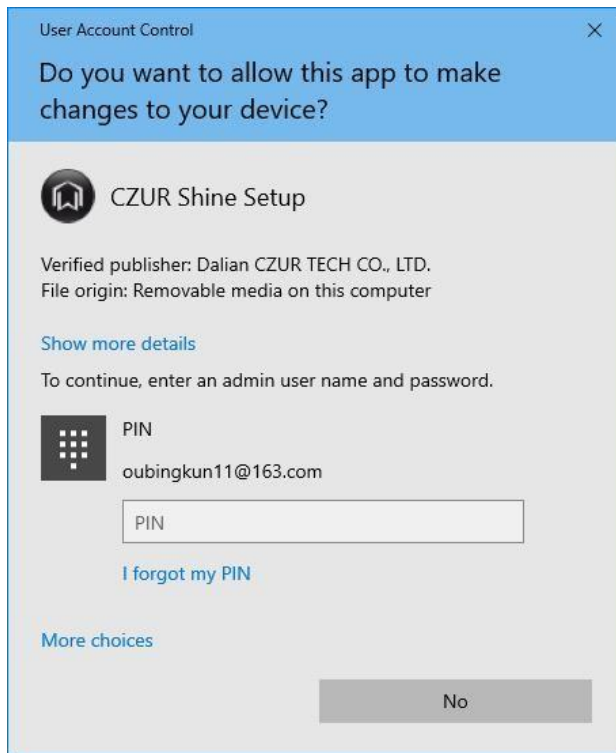 User Account Control
Do you want to allow this app to make
changes to your device?
CZUR Shine Setup
Verified publisher: Dalian CZUR TECH CO., LTD.
File origin: Removable media on this computer
Show more details
To continue, enter an admin user name and password.
PIN
oubingkun11@163.com
PIN
I forgot my PIN
More choices
No